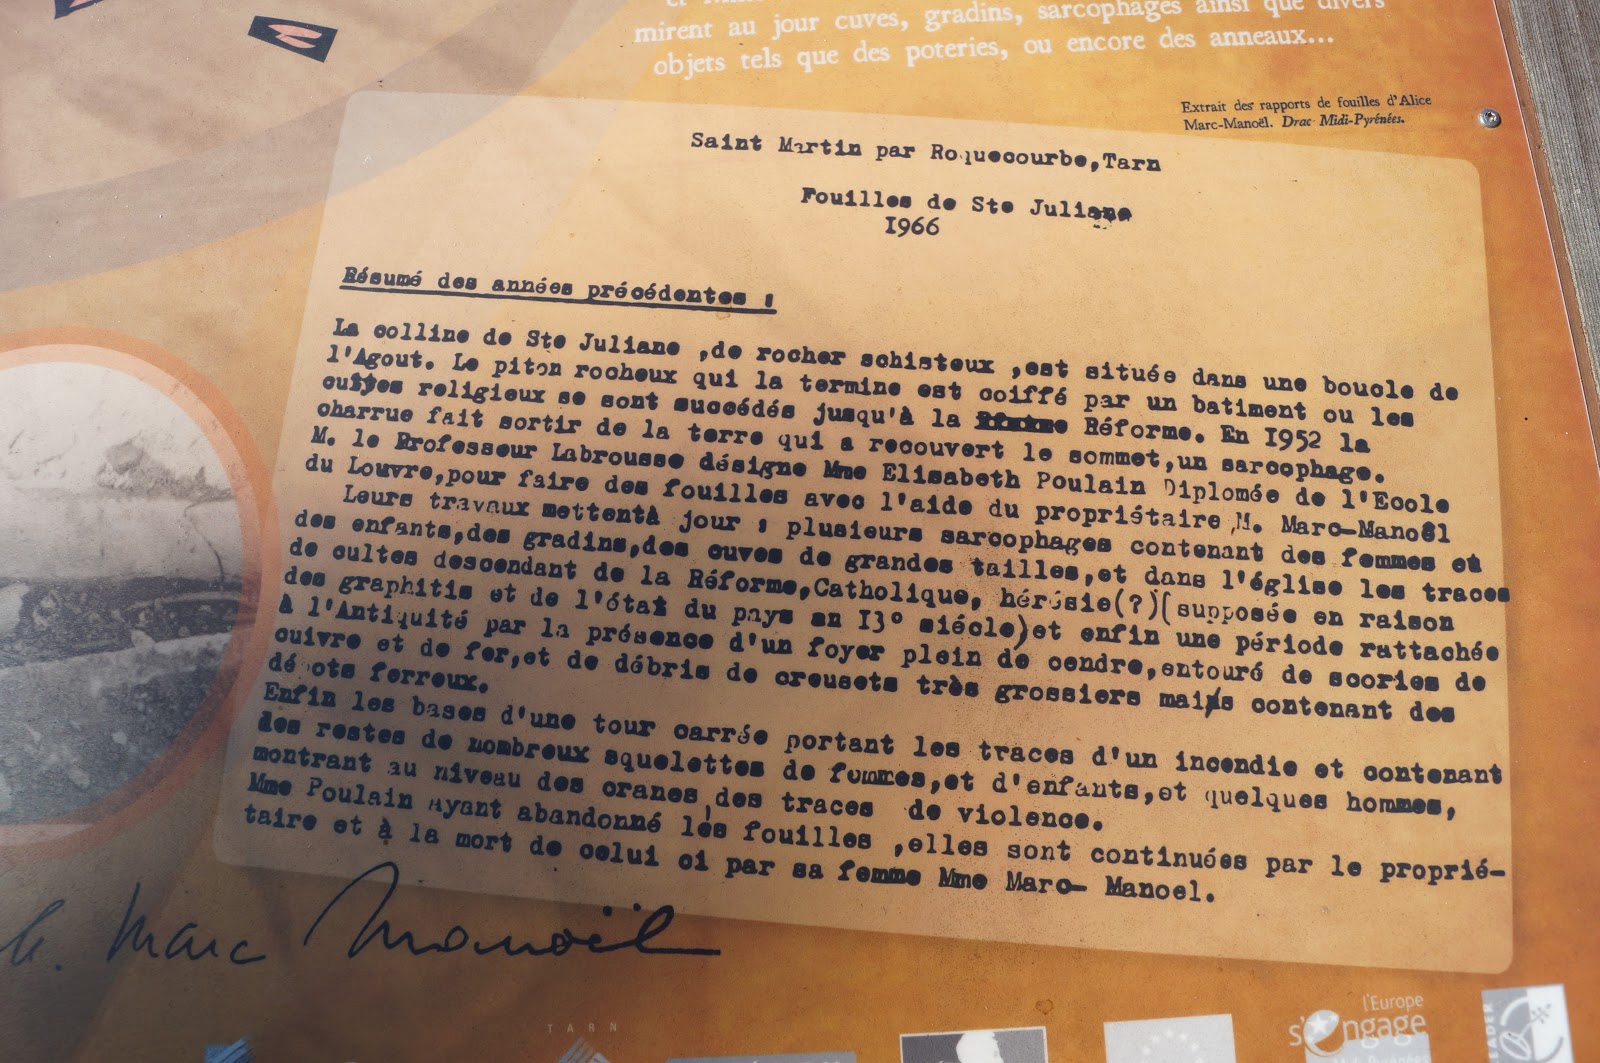 mirent au jour cuves, gradins, sarcophages ainsi que divers
objets tels que des poteries, ou encore des anneaux...
Extrait des rapports de fouilles d'Alice
Marc-Manoël. Drac Midi-Pyrénées.
Saint Martin par Roquecourbe,Tarn
Fouilles de Ste Juliane
1966
Résumé des années précédentes :
La colline de Ste Juliane ,de rocher schisteux ,est située dans une boucle de
l'Agout. Le piton rocheux qui la termine est coiffé par un batiment ou les
cultes religieux se sont succédés jusqu'à la Réforme. En 1952 la
charrue fait sortir de la terre qui a recouvert le sommet,un sarcophage.
M. le Professeur Labrousse désigne Mme Elisabeth Poulain Diplomée de l'Ecole
du Louvre,pour faire des fouilles avec l'aide du propriétaire M. Marc-Manoël
Leurs travaux mettentà jour : plusieurs sarcophages contenant des femmes et
des enfants,des gradins,des cuves de grandes tailles,et dans l'église les traces
de cultes descendant de la Réforme,Catholique, hérésie(?)(supposée en raison
des graphitis et de l'état du pays an 13° siécle)et enfin une période rattachée
à l'Antiquité par la présence d'un foyer plein de cendre,entouré de scories de
cuivre et de fer,et de débris de creusets très grossiers mais contenant des
dépots ferreux.
Enfin les bases d'une tour carrée portant les traces d'un incendie et contenant
des restes de nombreux squelettes de femmes,et d'enfants,et quelques hommes,
montrant au niveau des cranes,des traces de violence.
Mme Poulain ayant abandonné les fouilles ,elles sont continuées par le proprié-
taire et à la mort de celui ci par sa femme Mme Marc- Manoel.
Marc Manoël
TARN
l'Europe
s'engage